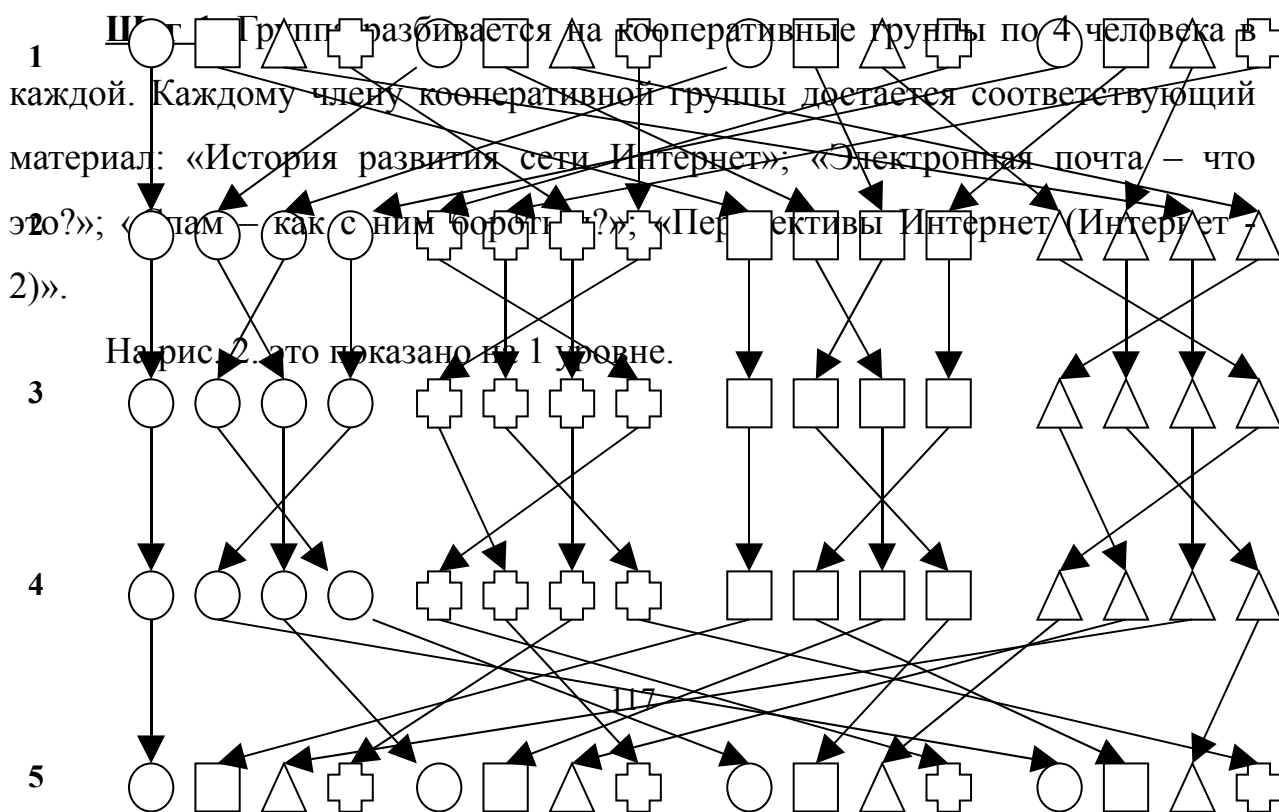 1
Шаг 1. Группа разбивается на кооперативные группы по 4 человека в
каждой. Каждому члену кооперативной группы достается соответствующий
материал: «История развития сети Интернет»; «Электронная почта – что
2
это?»; «Спам – как с ним бороться?»; «Перспективы Интернет (Интернет -
2)».
На рис. 2. это показано на 1 уровне.
3
4
117
5